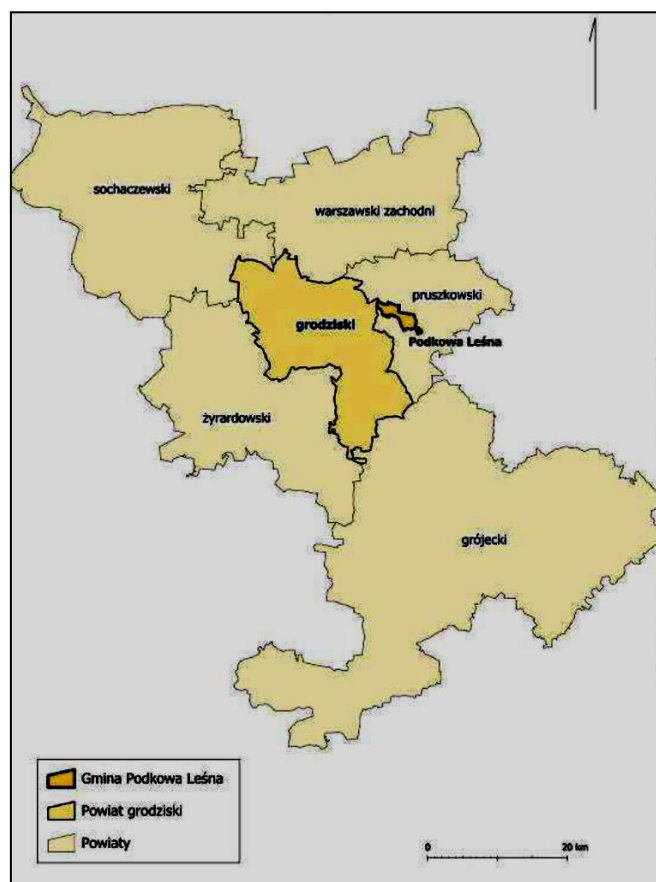 sochaczewski
warszawski zachodni
pruszkowski
grodziski
Podkowa Leśna
żyrardowski
grójecki
Gmina Podkowa Leśna
Powiat grodziski
Powiaty
0 20 km